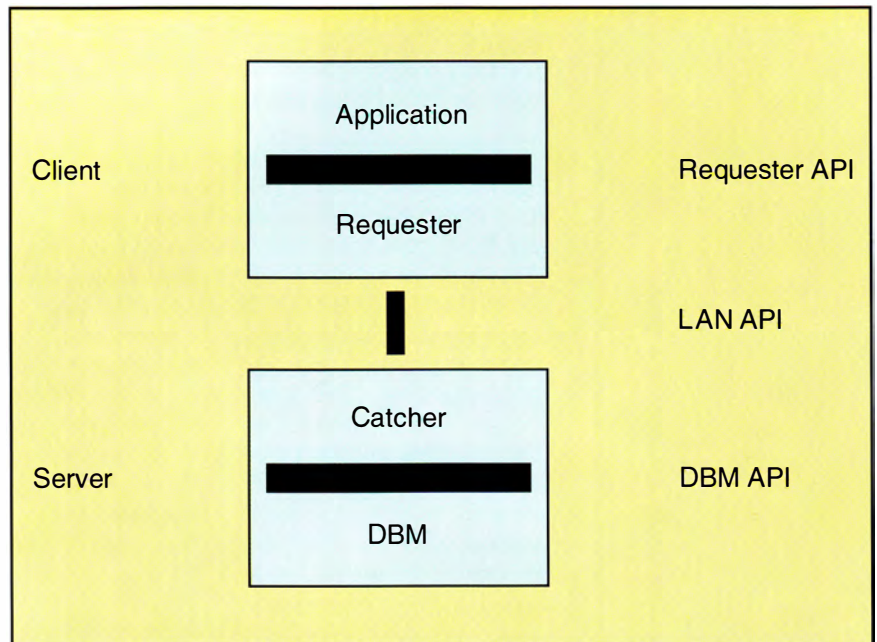 Application
Client
Requester API
Requester
LAN API
Catcher
Server
DBM API
DBM